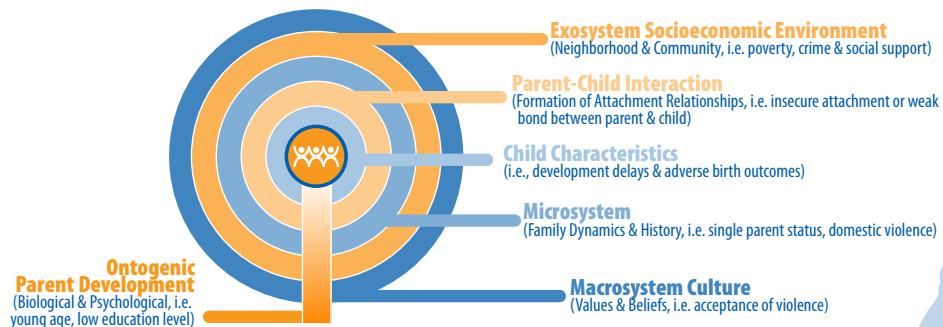 Exosystem Socioeconomic Environment
(Neighborhood & Community, i.e. poverty, crime & social support)
Parent-Child Interaction
(Formation of Attachment Relationships, i.e. insecure attachment or weak
bond between parent & child)
Child Characteristics
(i.e., development delays & adverse birth outcomes)
Microsystem
(Family Dynamics & History, i.e. single parent status, domestic violence)
Ontogenic
Parent Development
(Biological & Psychological, i.e.
young age, low education level)
Macrosystem Culture
(Values & Beliefs, i.e. acceptance of violence)